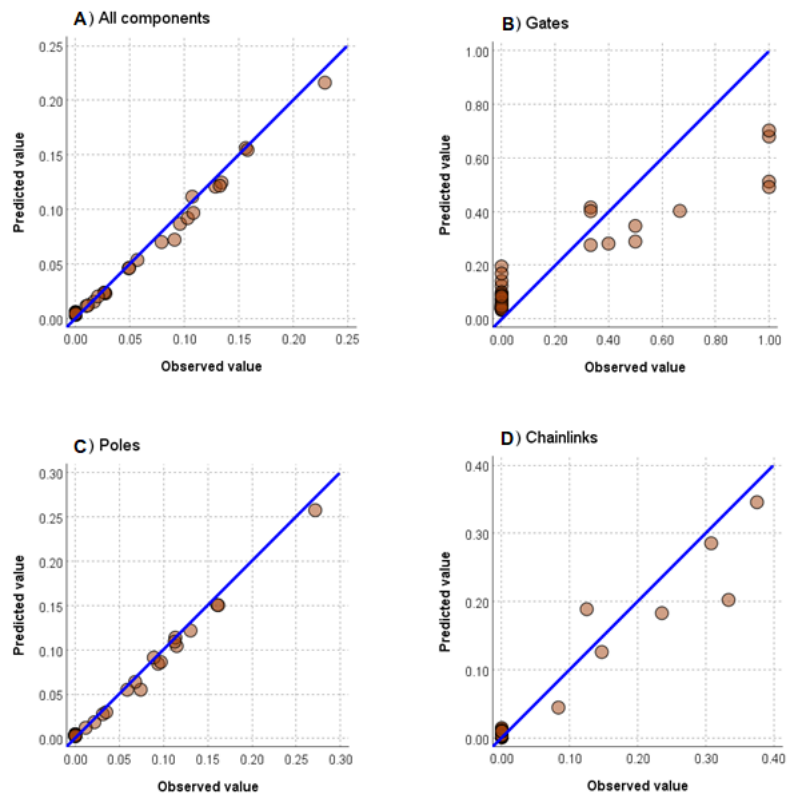 A) All components
0.25
0.20
0.15
0.10
0.05
0.00
Predicted value
0.00 0.05 0.10 0.15 0.20 0.25
Observed value
B) Gates
1.00
0.80
0.60
0.40
0.20
0.00
Predicted value
0.00 0.20 0.40 0.60 0.80 1.00
Observed value
C) Poles
0.30
0.25
0.20
0.15
0.10
0.05
0.00
Predicted value
0.00 0.05 0.10 0.15 0.20 0.25 0.30
Observed value
D) Chainlinks
0.40
0.30
0.20
0.10
0.00
Predicted value
0.00 0.10 0.20 0.30 0.40
Observed value